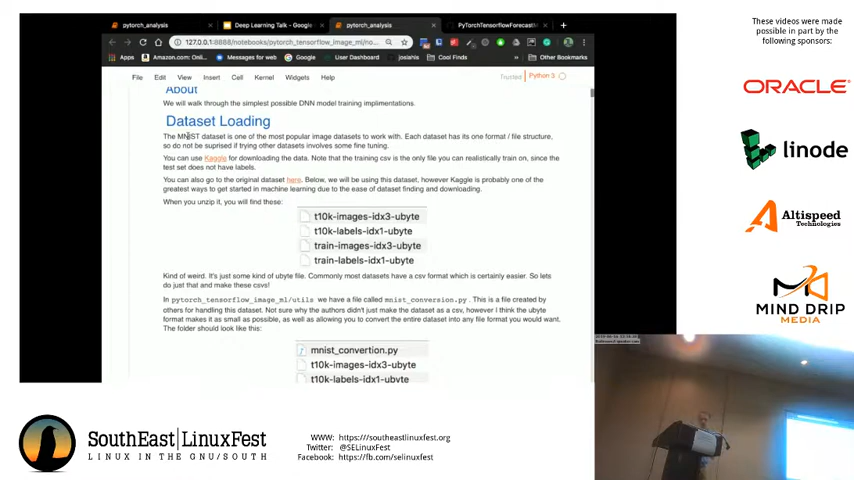 pytorch_analysis
Deep Learning Talk - Google
pytorch_analysis
PyTorchTensorflowForecast
127.0.0.1:8888/notebooks/pytorch_tensorflow_image_ml/no...
Apps
Amazon.com...
Messages for web
Google
User Dashboard
josiahls
Cool Finds
Other Bookmarks
File Edit View Insert Cell Kernel Widgets Help
Trusted
Python 3
About
We will walk through the simplest possible DNN model training implimentations.
Dataset Loading
The MNIST dataset is one of the most popular image datasets to work with. Each dataset has its one format / file structure,
so do not be suprised if trying other datasets involves some fine tuning.
You can use Kaggle for downloading the data. Note that the training csv is the only file you can realistically train on, since the
test set does not have labels.
You can also go to the original dataset here. Below, we will be using this dataset, however Kaggle is probably one of the
greatest ways to get started in machine learning due to the ease of dataset finding and downloading.
When you unzip it, you will find these:
t10k-images-idx3-ubyte
t10k-labels-idx1-ubyte
train-images-idx3-ubyte
train-labels-idx1-ubyte
Kind of weird. It's just some kind of ubyte file. Commonly most datasets have a csv format which is certainly easier. So lets
do just that and make these csvs!
In pytorch_tensorflow_image_ml/utils we have a file called mnist_conversion.py. This is a file created by
others for handling this dataset. Not sure why the authors didn't just make the dataset as a csv, however I think the ubyte
format makes it as small as possible, as well as allowing you to convert the entire dataset into any file format you would want.
The folder should look like this:
mnist_convertion.py
t10k-images-idx3-ubyte
t10k-labels-idx1-ubyte
These videos were made
possible in part by the
following sponsors:
ORACLE
linode
Altispeed
Technologies
MIND DRIP
MEDIA
SouthEast|LinuxFest
LINUX IN THE GNU/SOUTH
WWW: https://southeastlinuxfest.org
Twitter: @SELinuxFest
Facebook: https://fb.com/selinuxfest